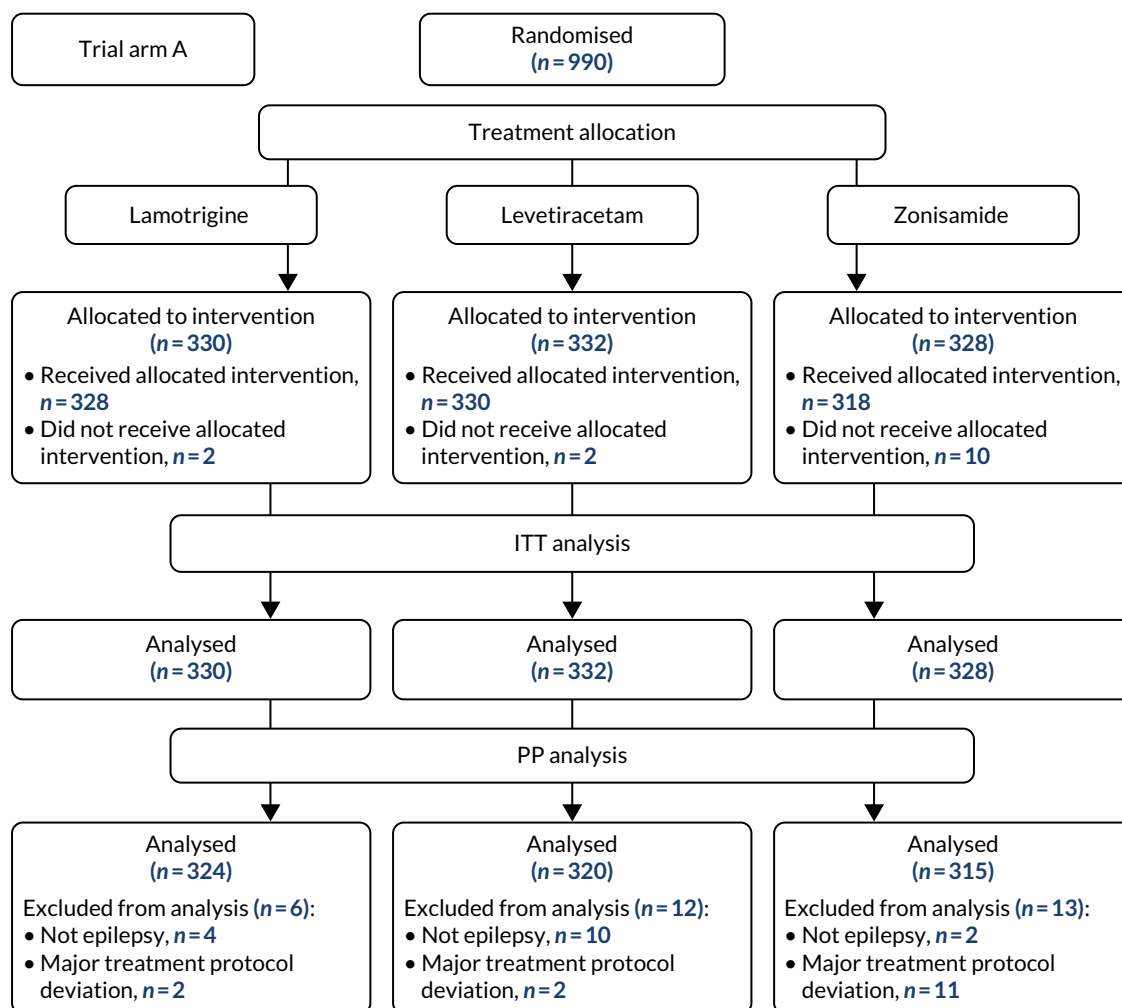 Trial arm A
Randomised
(n = 990)
Treatment allocation
Lamotrigine
Levetiracetam
Zonisamide
Allocated to intervention
(n = 330)
• Received allocated intervention,
n = 328
• Did not receive allocated
intervention, n = 2
Allocated to intervention
(n = 332)
• Received allocated intervention,
n = 330
• Did not receive allocated
intervention, n = 2
Allocated to intervention
(n = 328)
• Received allocated intervention,
n = 318
• Did not receive allocated
intervention, n = 10
ITT analysis
Analysed
(n = 330)
Analysed
(n = 332)
Analysed
(n = 328)
PP analysis
Analysed
(n = 324)
Excluded from analysis (n = 6):
• Not epilepsy, n = 4
• Major treatment protocol
deviation, n = 2
Analysed
(n = 320)
Excluded from analysis (n = 12):
• Not epilepsy, n = 10
• Major treatment protocol
deviation, n = 2
Analysed
(n = 315)
Excluded from analysis (n = 13):
• Not epilepsy, n = 2
• Major treatment protocol
deviation, n = 11